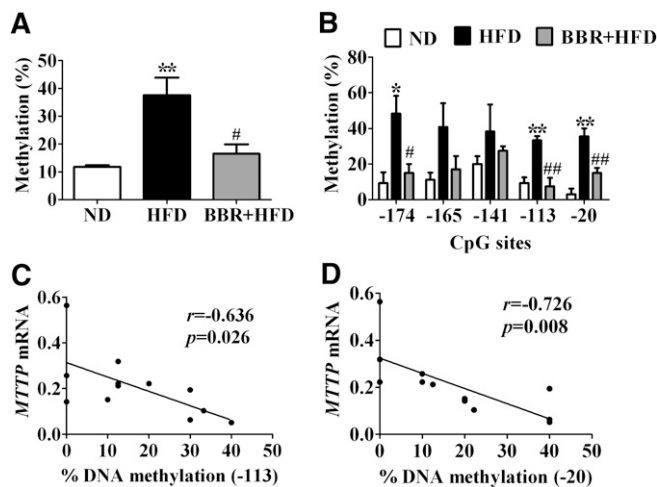 A
Methylation (%)
60
40
20
0
**
#
ND
HFD
BBR+HFD
B
ND
HFD
BBR+HFD
Methylation (%)
80
60
40
20
0
*
#
**
##
**
##
-174
-165
-141
-113
-20
CpG sites
C
MTTP mRNA
0.6
0.4
0.2
0.0
r=-0.636
p=0.026
0 10 20 30 40 50
% DNA methylation (-113)
D
MTTP mRNA
0.6
0.4
0.2
0.0
r=-0.726
p=0.008
0 10 20 30 40 50
% DNA methylation (-20)